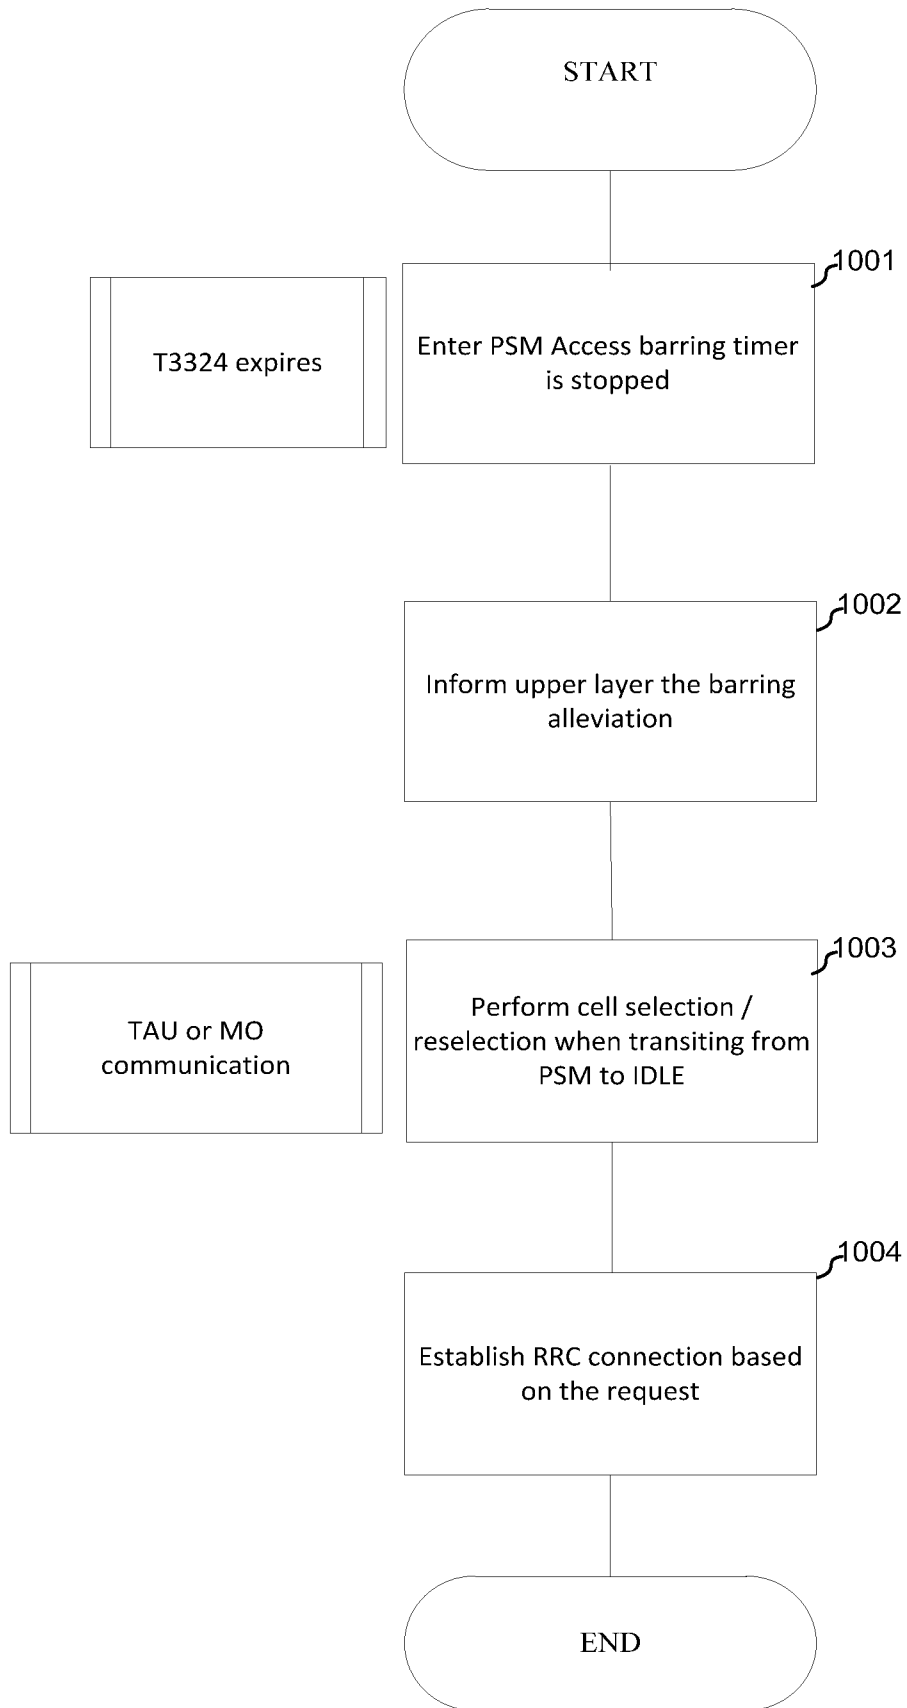 START
1001
T3324 expires
Enter PSM Access barring timer
is stopped
1002
Inform upper layer the barring
alleviation
1003
TAU or MO
communication
Perform cell selection /
reselection when transiting from
PSM to IDLE
1004
Establish RRC connection based
on the request
END